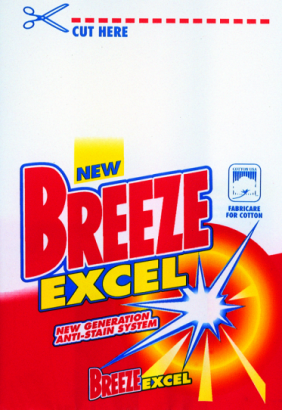 CUT HERE
NEW
BREEZE
EXCEL
FABRICARE
FOR COTTON
NEW GENERATION
ANTI-STAIN SYSTEM
BREEZE EXCEL